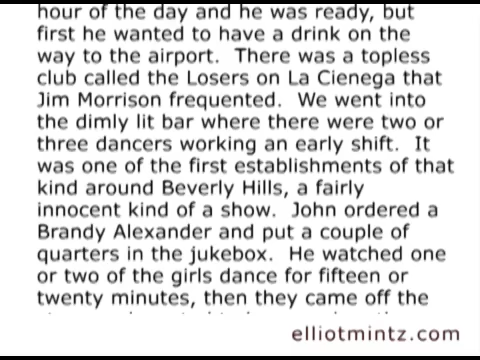 hour of the day and he was ready, but
first he wanted to have a drink on the
way to the airport.  There was a topless
club called the Losers on La Cienega that
Jim Morrison frequented.  We went into
the dimly lit bar where there were two or
three dancers working an early shift.  It
was one of the first establishments of that
kind around Beverly Hills, a fairly
innocent kind of a show.  John ordered a
Brandy Alexander and put a couple of
quarters in the jukebox.  He watched one
or two of the girls dance for fifteen or
twenty minutes, then they came off the
elliotmintz.com